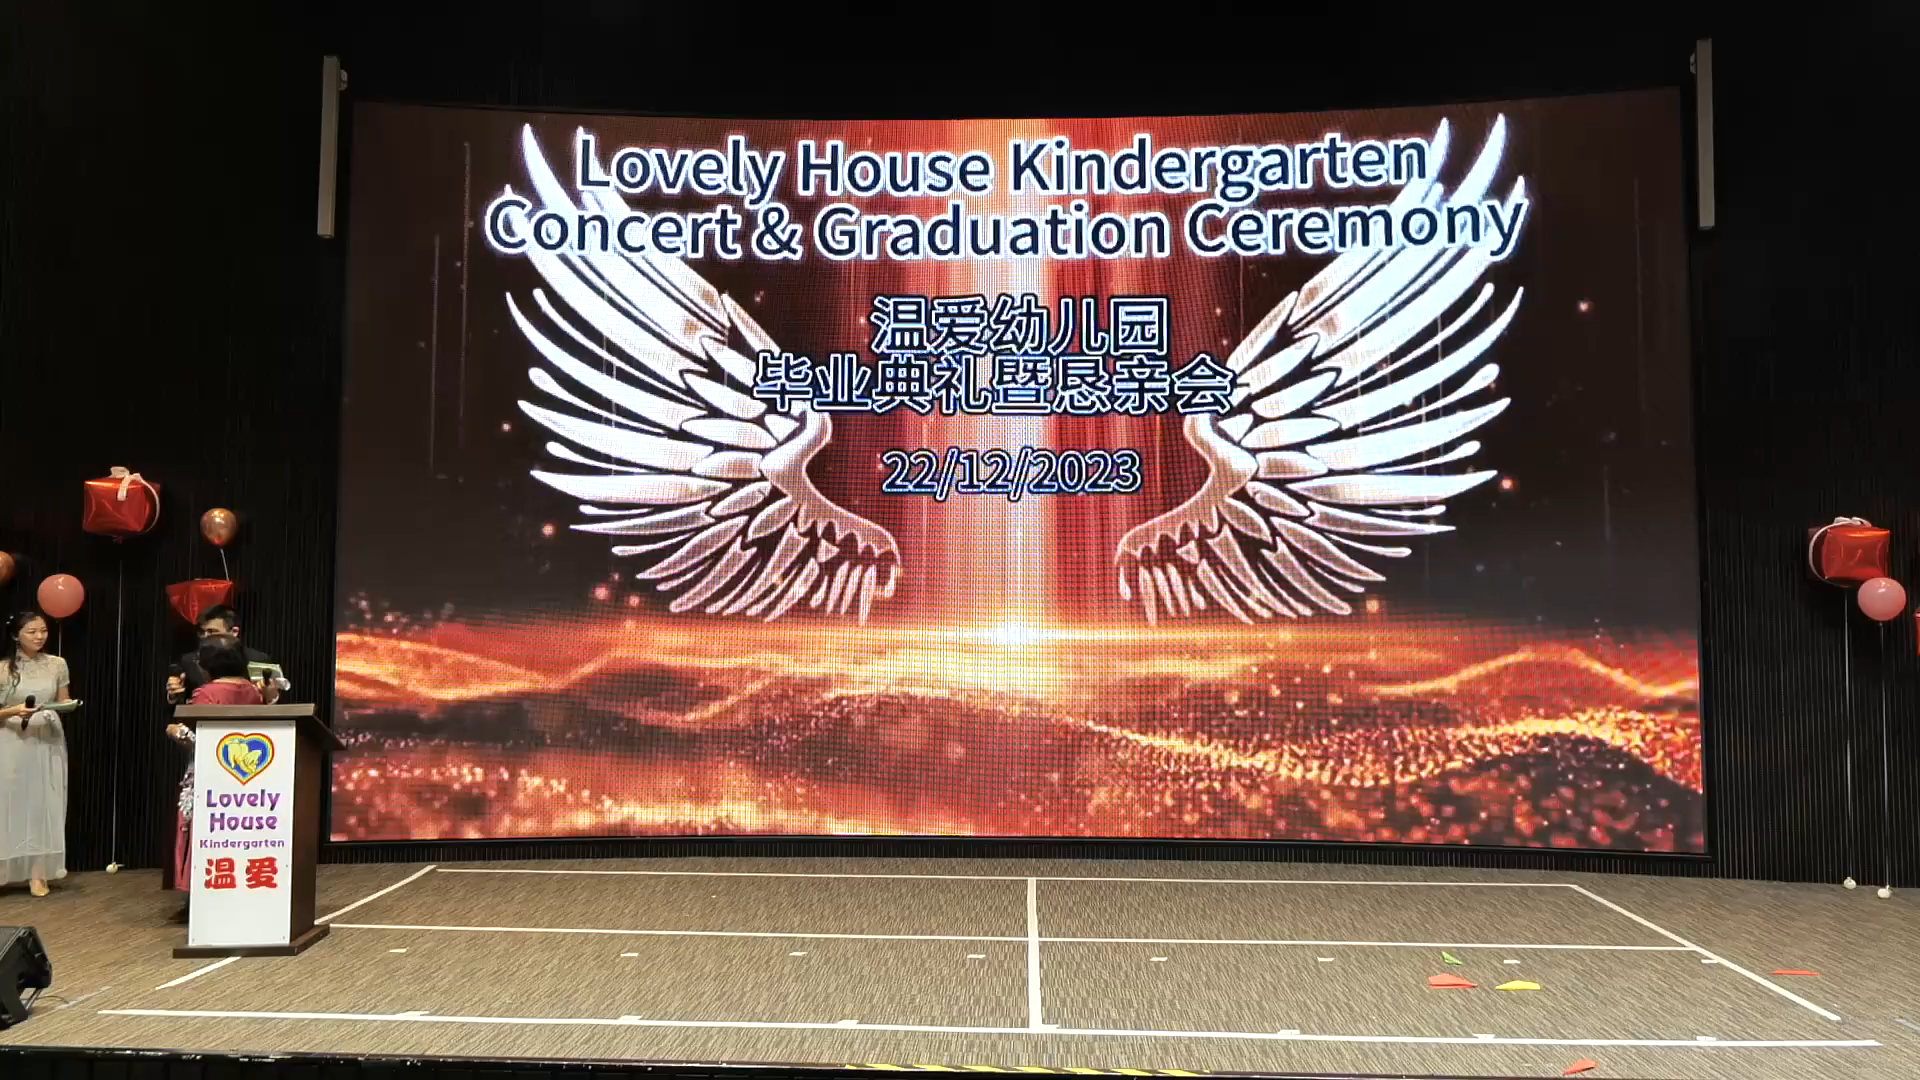 Lovely House Kindergarten
Concert & Graduation Ceremony
温爱幼儿园
毕业典礼暨恳亲会
22/12/2023
Lovely
House
Kindergarten
温爱